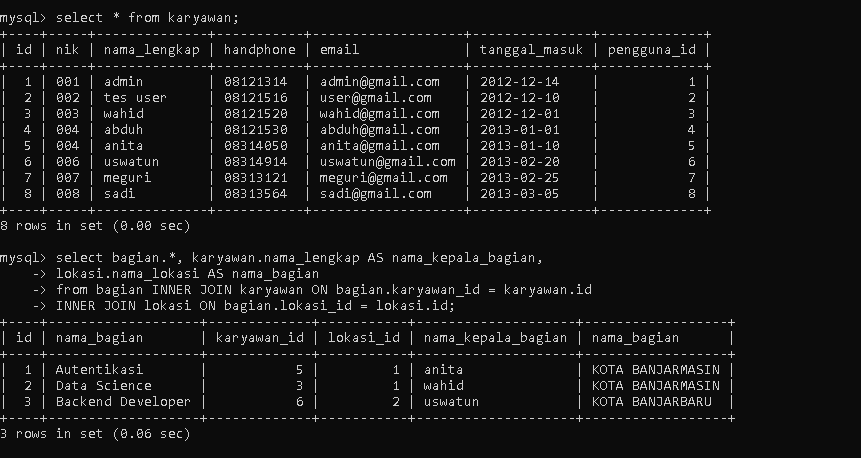 mysql> select * from karyawan;
+----+-----+--------------+-----------+-------------------+---------------+-------------+
| id | nik | nama_lengkap | handphone | email             | tanggal_masuk | pengguna_id |
+----+-----+--------------+-----------+-------------------+---------------+-------------+
|  1 | 001 | admin        | 08121314  | admin@gmail.com   | 2012-12-14    |           1 |
|  2 | 002 | tes user     | 08121516  | user@gmail.com    | 2012-12-10    |           2 |
|  3 | 003 | wahid        | 08121520  | wahid@gmail.com   | 2012-12-01    |           3 |
|  4 | 004 | abduh        | 08121530  | abduh@gmail.com   | 2013-01-01    |           4 |
|  5 | 004 | anita        | 08314050  | anita@gmail.com   | 2013-01-10    |           5 |
|  6 | 006 | uswatun      | 08314914  | uswatun@gmail.com | 2013-02-20    |           6 |
|  7 | 007 | meguri       | 08313121  | meguri@gmail.com  | 2013-02-25    |           7 |
|  8 | 008 | sadi         | 08313564  | sadi@gmail.com    | 2013-03-05    |           8 |
+----+-----+--------------+-----------+-------------------+---------------+-------------+
8 rows in set (0.00 sec)
mysql> select bagian.*, karyawan.nama_lengkap AS nama_kepala_bagian,
    -> lokasi.nama_lokasi AS nama_bagian
    -> from bagian INNER JOIN karyawan ON bagian.karyawan_id = karyawan.id
    -> INNER JOIN lokasi ON bagian.lokasi_id = lokasi.id;
+----+-------------------+-------------+-----------+--------------------+------------------+
| id | nama_bagian       | karyawan_id | lokasi_id | nama_kepala_bagian | nama_bagian      |
+----+-------------------+-------------+-----------+--------------------+------------------+
|  1 | Autentikasi       |           5 |         1 | anita              | KOTA BANJARMASIN |
|  2 | Data Science      |           3 |         1 | wahid              | KOTA BANJARMASIN |
|  3 | Backend Developer |           6 |         2 | uswatun            | KOTA BANJARBARU  |
+----+-------------------+-------------+-----------+--------------------+------------------+
3 rows in set (0.06 sec)